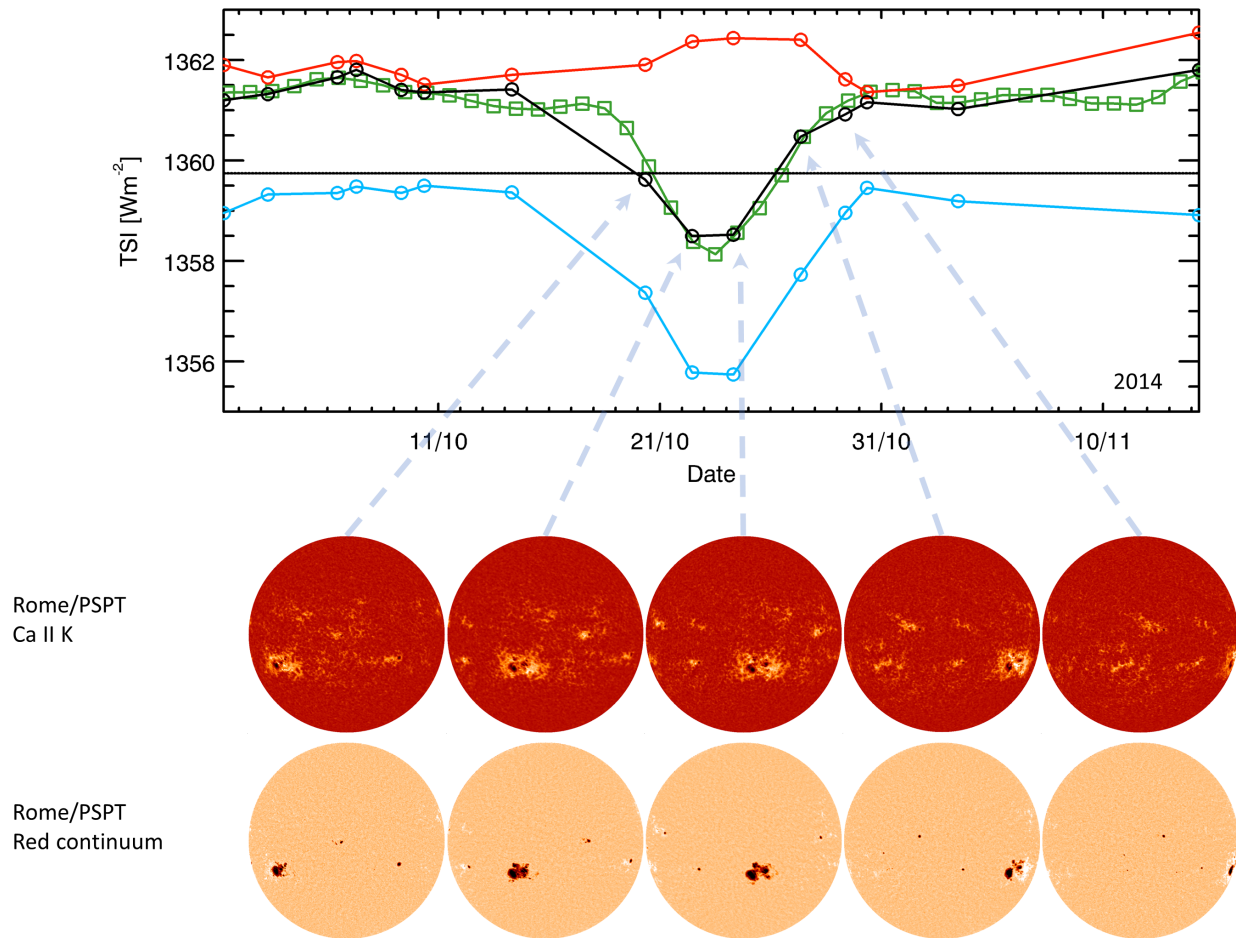 1362
1360
1358
1356
TSI [Wm⁻²]
2014
11/10
21/10
31/10
10/11
Date
Rome/PSPT
Ca II K
Rome/PSPT
Red continuum